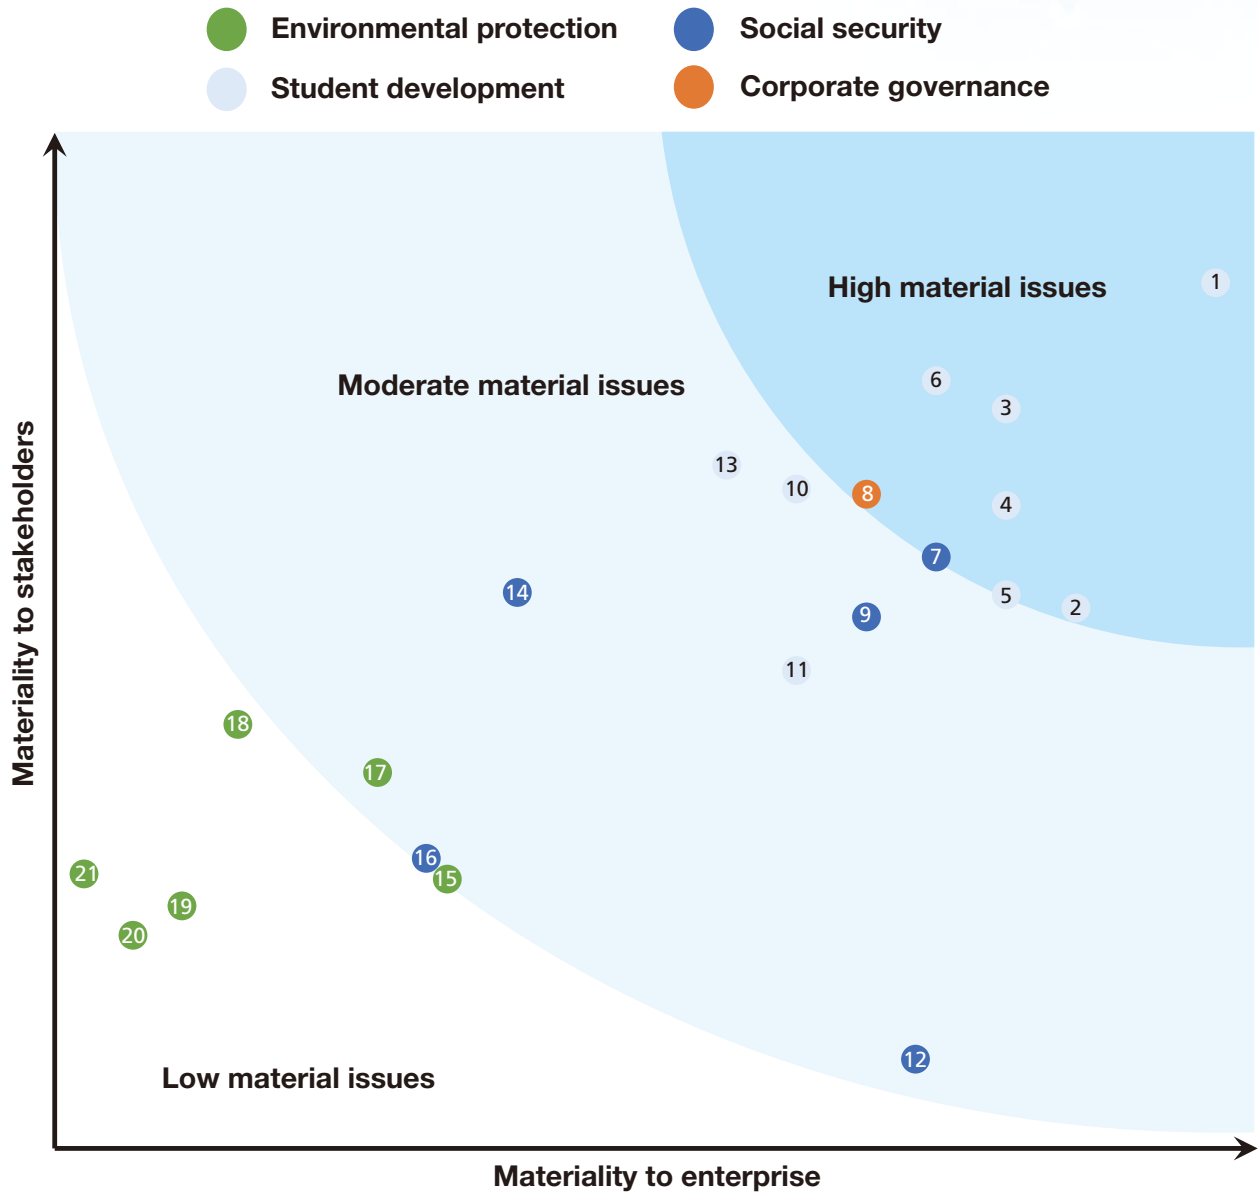 Environmental protection
Social security
Student development
Corporate governance
High material issues
1
6
Moderate material issues
3
13
10
8
4
7
14
5
2
9
11
18
17
16
15
21
19
20
12
Low material issues
Materiality to stakeholders
Materiality to enterprise